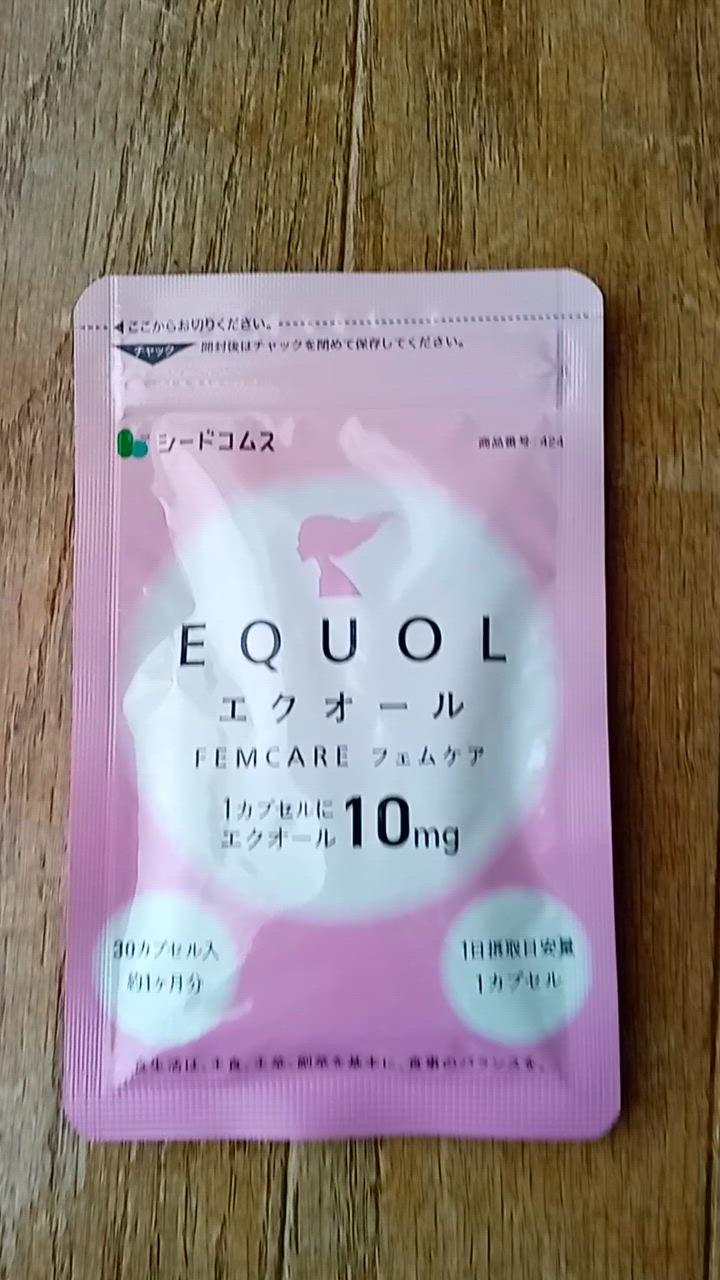 ここからお切りください。
チャック 開封後はチャックを閉めて保存してください。
シードコムス 商品番号:424
EQUOL
エクオール
FEMCARE フェムケア
1カプセルに
エクオール 10mg
30カプセル入
約1ヶ月分
1日摂取目安量
1カプセル
食生活は、主食、主菜、副菜を基本に、食事のバランスを。